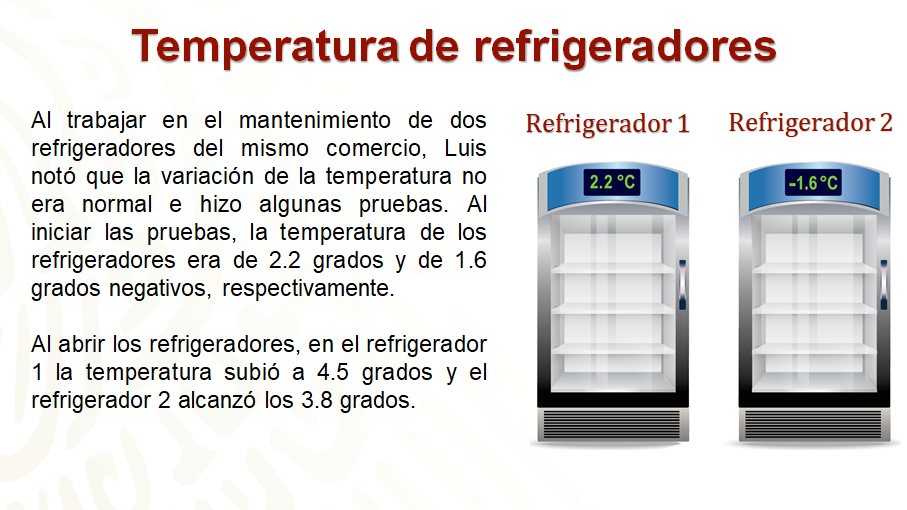 Temperatura de refrigeradores
Al trabajar en el mantenimiento de dos
refrigeradores del mismo comercio, Luis
notó que la variación de la temperatura no
era normal e hizo algunas pruebas. Al
iniciar las pruebas, la temperatura de los
refrigeradores era de 2.2 grados y de 1.6
grados negativos, respectivamente.
Al abrir los refrigeradores, en el refrigerador
1 la temperatura subió a 4.5 grados y el
refrigerador 2 alcanzó los 3.8 grados.
Refrigerador 1
2.2 °C
Refrigerador 2
-1.6 °C